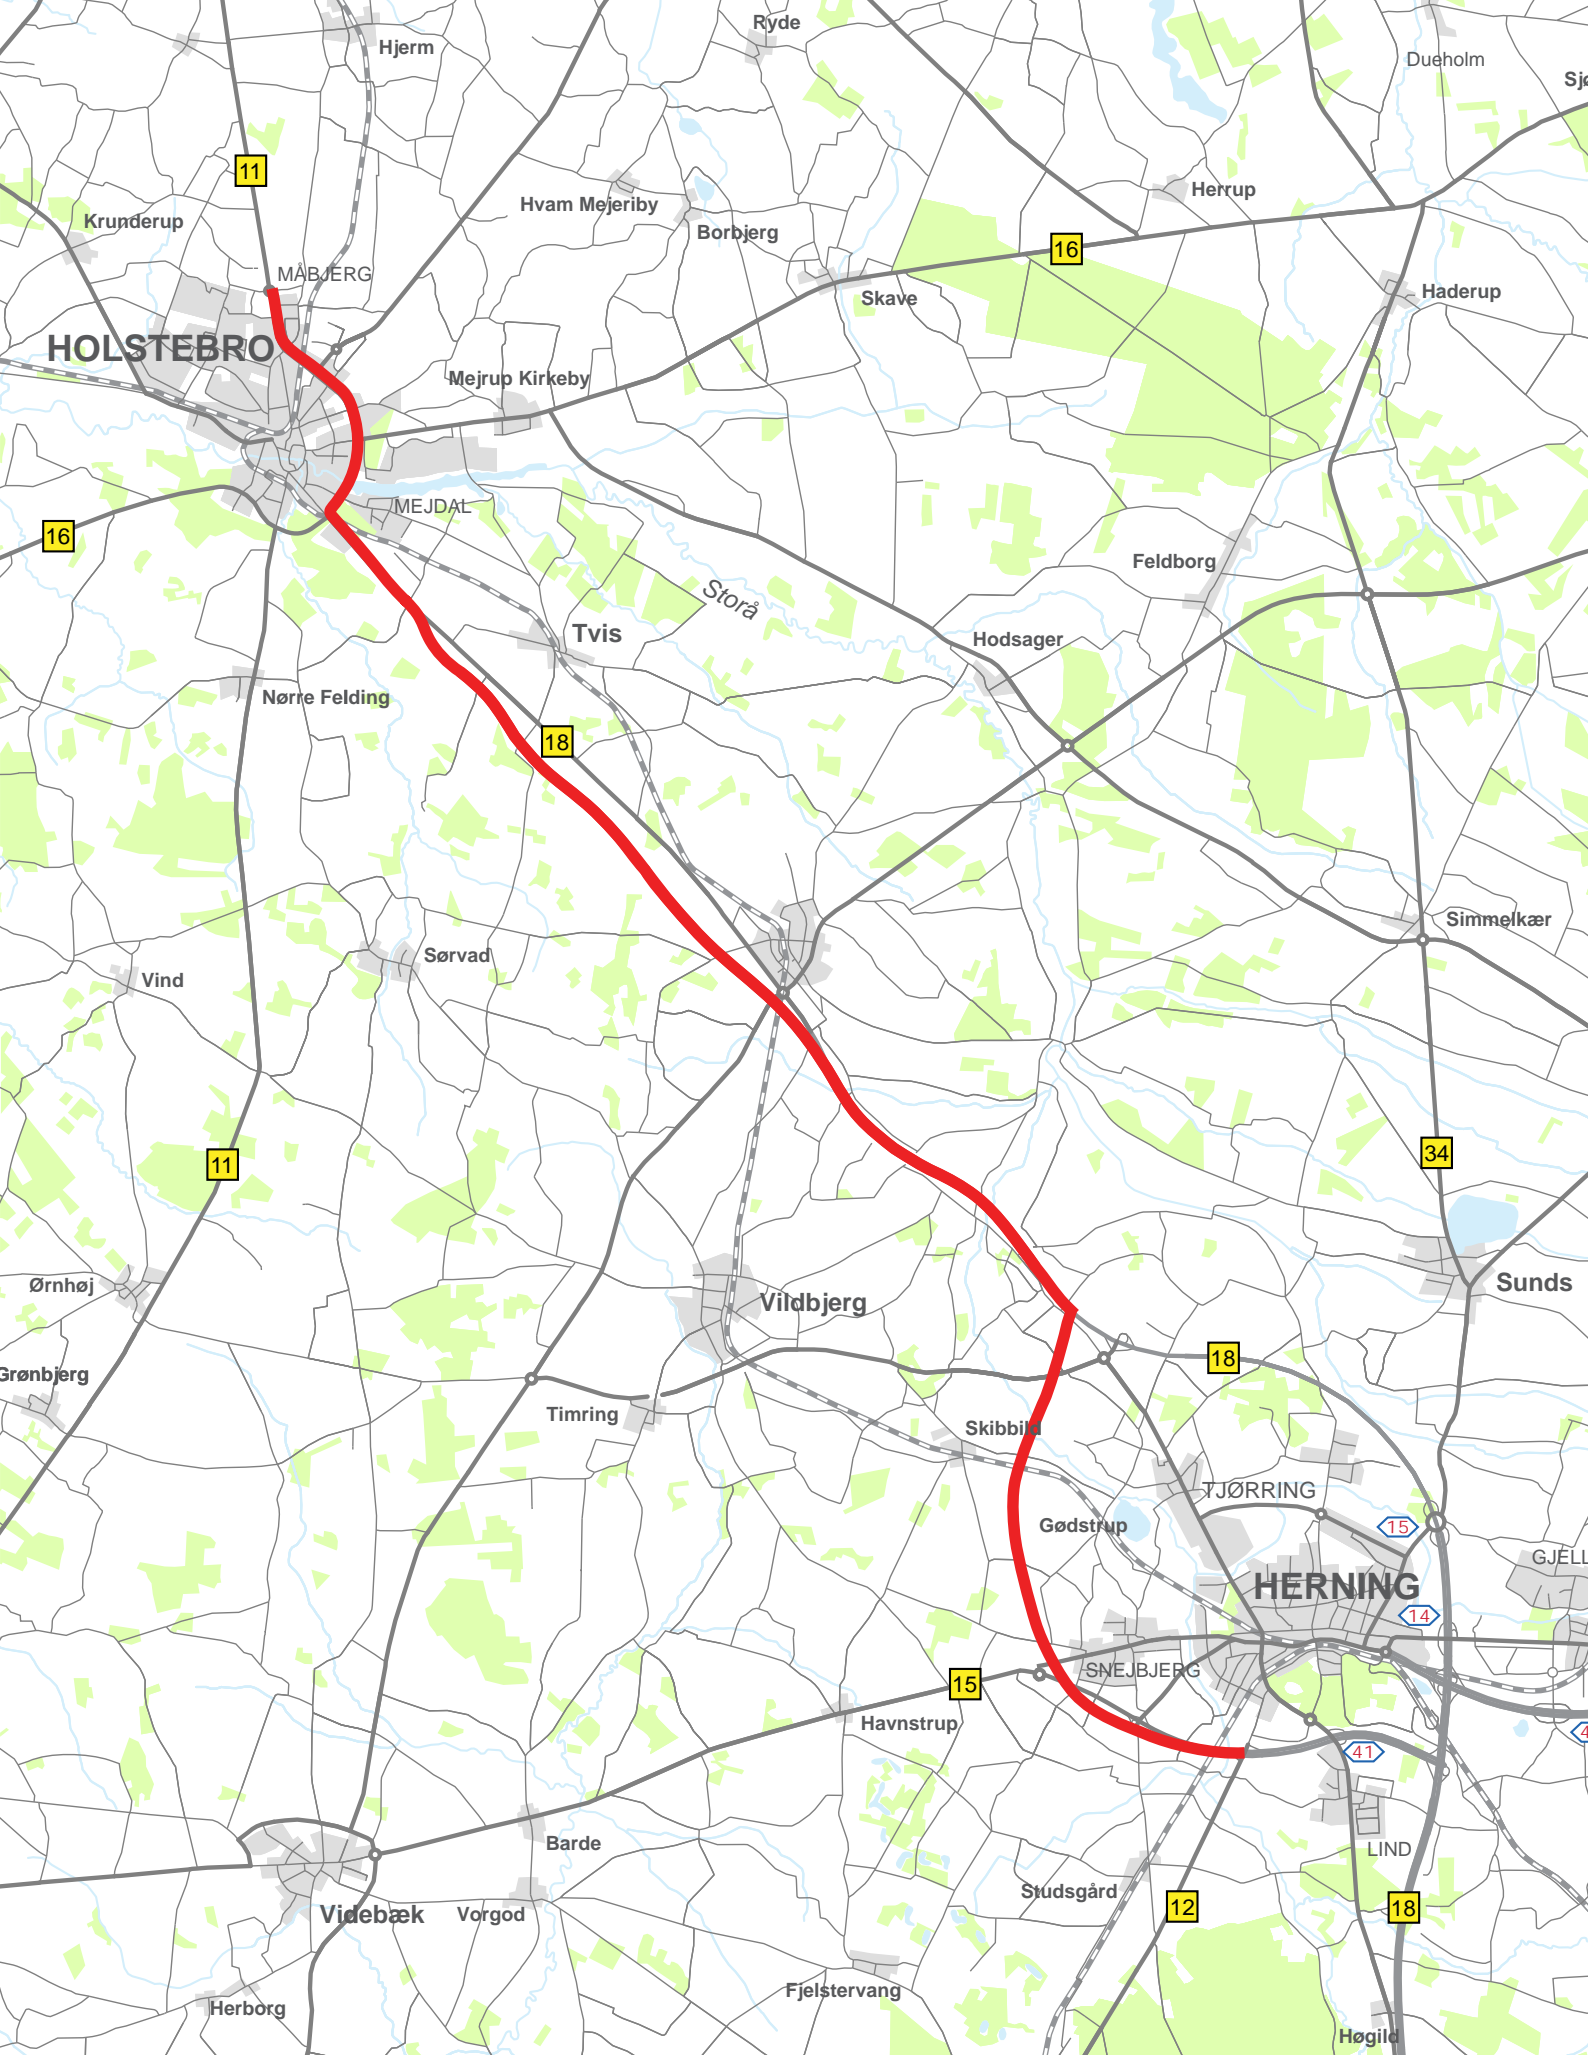 Ryde
Hjerm
Dueholm
11
Herrup
Hvam Mejeriby
Krunderup
Borbjerg
16
MÅBJERG
Skave
Haderup
HOLSTEBRO
Mejrup Kirkeby
MEJDAL
16
Feldborg
Storå
Tvis
Hodsager
Nørre Felding
18
Simmelkær
Sørvad
Vind
34
11
Sunds
Ørnhøj
Vildbjerg
18
Grønbjerg
Timring
Skibbild
TJØRRING
Gødstrup
15
GJELL
HERNING
14
SNEJBJERG
15
Havnstrup
41
Barde
LIND
Studsgård
12
18
Videbæk
Vorgod
Fjelstervang
Herborg
Høgild